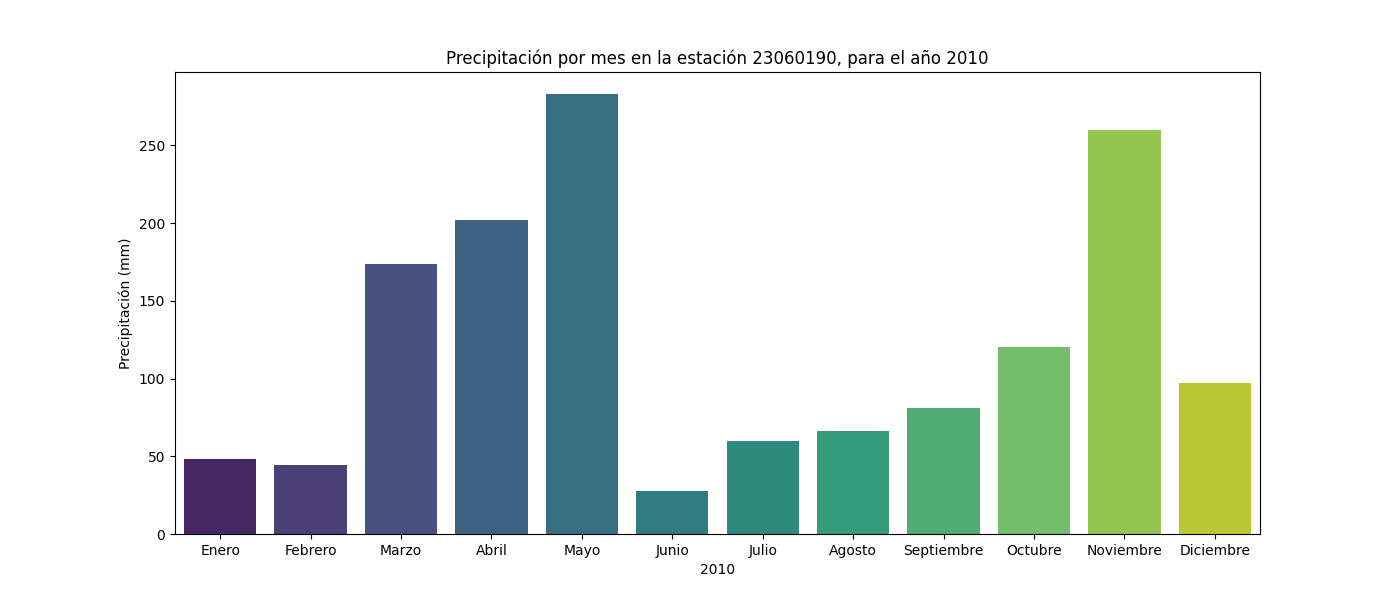 Precipitación por mes en la estación 23060190, para el año 2010
Precipitación (mm)
250
200
150
100
50
0
Enero Febrero Marzo Abril Mayo Junio Julio Agosto Septiembre Octubre Noviembre Diciembre
2010